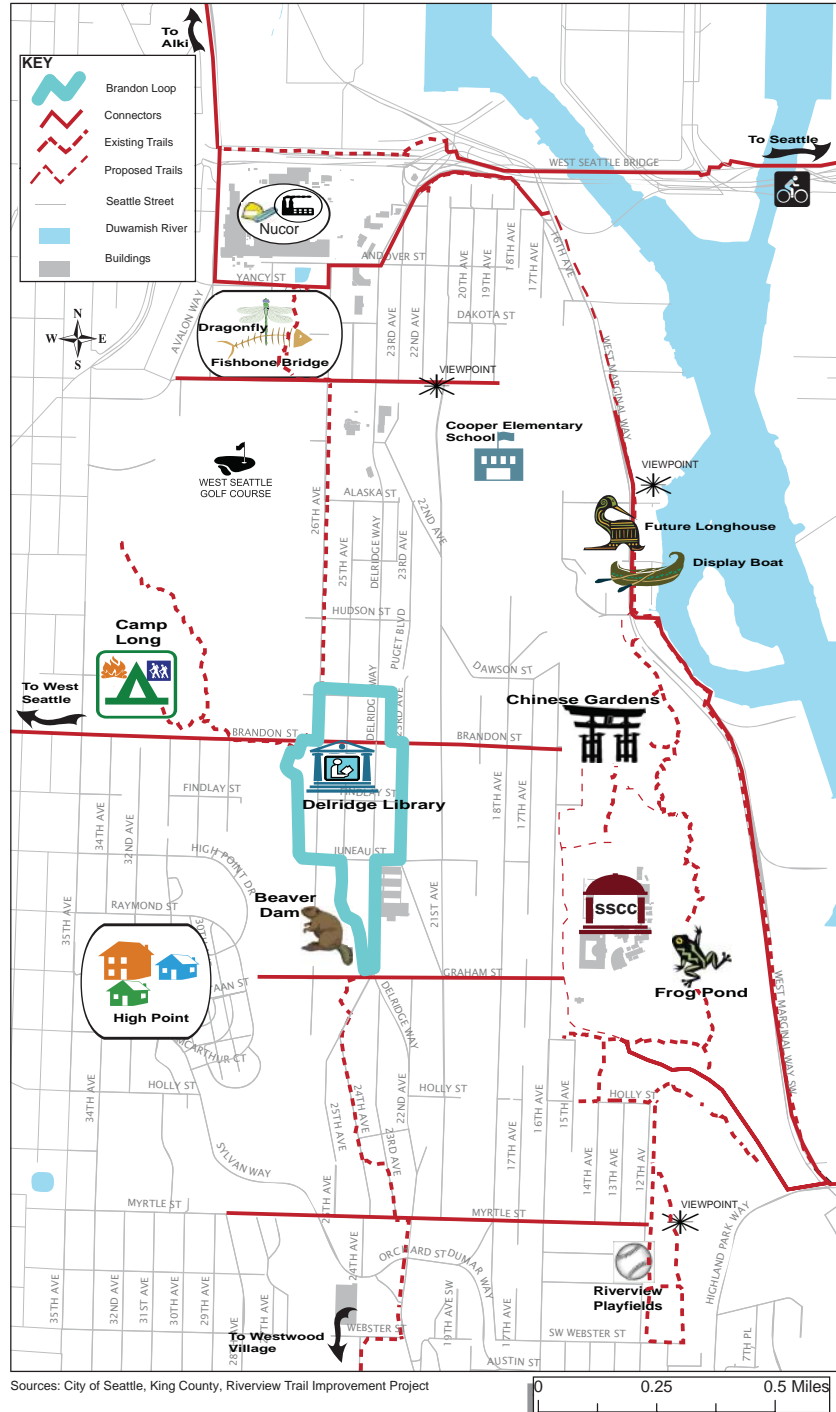 To
Alki
KEY
Brandon Loop
Connectors
Existing Trails
Proposed Trails
Seattle Street
Duwamish River
Buildings
To Seattle
WEST SEATTLE BRIDGE
Nucor
ANDOVER ST
YANCY ST
20TH AVE
19TH AVE
18TH AVE
17TH AVE
16TH AVE
AVALON WAY
N
W E
S
Dragonfly
Fishbone Bridge
23RD AVE
22ND AVE
DAKOTA ST
WEST MARGINAL WAY
VIEWPOINT
Cooper Elementary
School
WEST SEATTLE
GOLF COURSE
VIEWPOINT
26TH AVE
ALASKA ST
25TH AVE
DELRIDGE WAY
23RD AVE
22ND AVE
Future Longhouse
Display Boat
HUDSON ST
PUGET BLVD
Camp
Long
DAWSON ST
To West
Seattle
DELRIDGE WAY
23RD AVE
Chinese Gardens
BRANDON ST
BRANDON ST
FINDLAY ST
FINDLAY ST
Delridge Library
34TH AVE
32ND AVE
18TH AVE
17TH AVE
HIGH POINT DR
JUNEAU ST
Beaver
Dam
RAYMOND ST
35TH AVE
30TH
21ST AVE
SSCC
Frog Pond
GRAHAM ST
High Point
AAN ST
MCARTHUR CT
DELRIDGE WAY
WEST MARGINAL WAY SW
HOLLY ST
HOLLY ST
HOLLY ST
34TH AVE
25TH AVE
24TH AVE
23RD AVE
22ND AVE
17TH AVE
16TH AVE
15TH AVE
14TH AVE
13TH AVE
12TH AV
SYLVAN WAY
MYRTLE ST
MYRTLE ST
VIEWPOINT
HIGHLAND PARK WAY
24TH AVE
ORCHARD ST
DUMAR WAY
35TH AVE
32ND AVE
31ST AVE
30TH AVE
29TH AVE
19TH AVE SW
17TH AVE
Riverview
Playfields
To Westwood
Village
WEBSTER ST
SW WEBSTER ST
AUSTIN ST
7TH PL
Sources: City of Seattle, King County, Riverview Trail Improvement Project
0 0.25 0.5 Miles